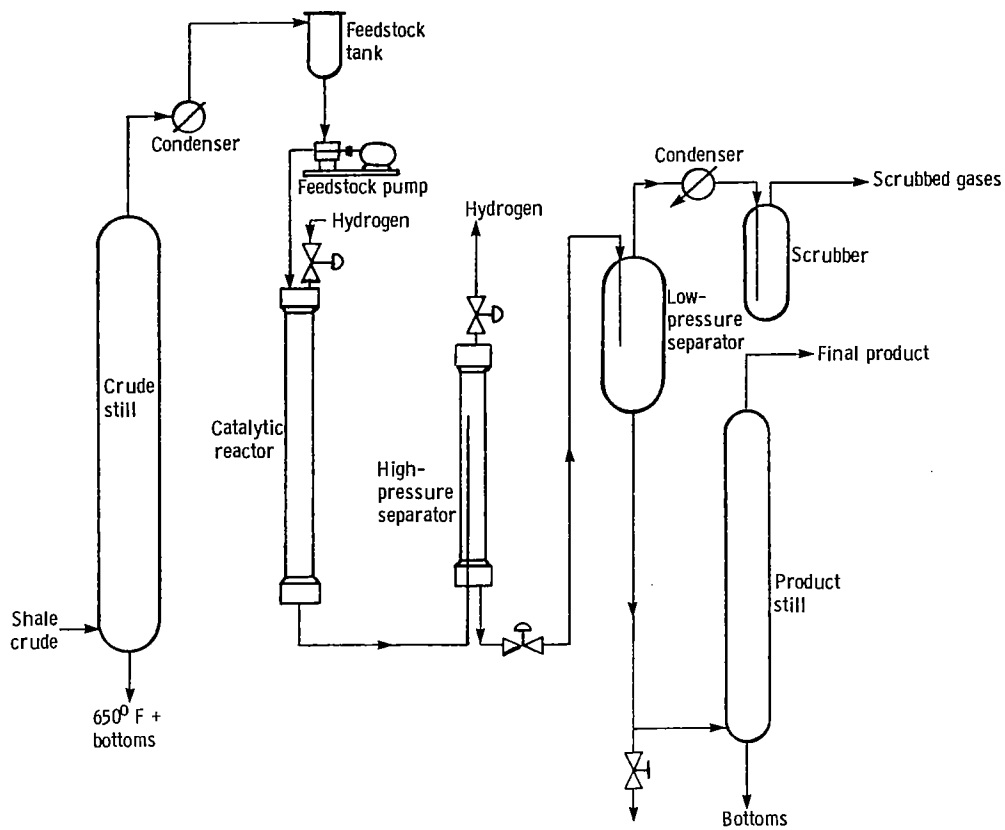 Feedstock
tank
Condenser
Feedstock pump
Condenser
Scrubbed gases
Hydrogen
Hydrogen
Scrubber
Low-
pressure
separator
Final product
Crude
still
Catalytic
reactor
High-
pressure
separator
Product
still
Shale
crude
650⁰ F +
bottoms
Bottoms